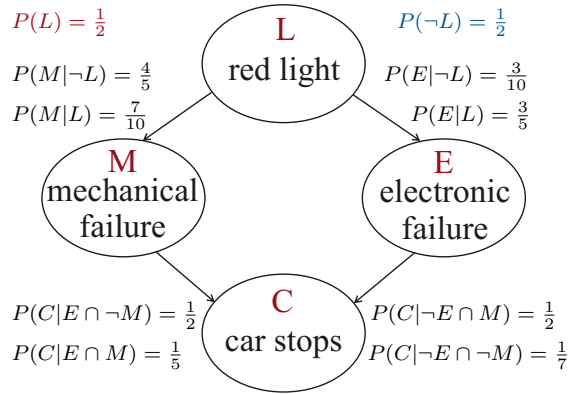 P(L) = 1/2
L
P(¬L) = 1/2
red light
P(M|¬L) = 4/5
P(E|¬L) = 3/10
P(M|L) = 7/10
P(E|L) = 3/5
M
mechanical
failure
E
electronic
failure
C
car stops
P(C|E ∩ ¬M) = 1/2
P(C|E ∩ M) = 1/5
P(C|¬E ∩ M) = 1/2
P(C|¬E ∩ ¬M) = 1/7